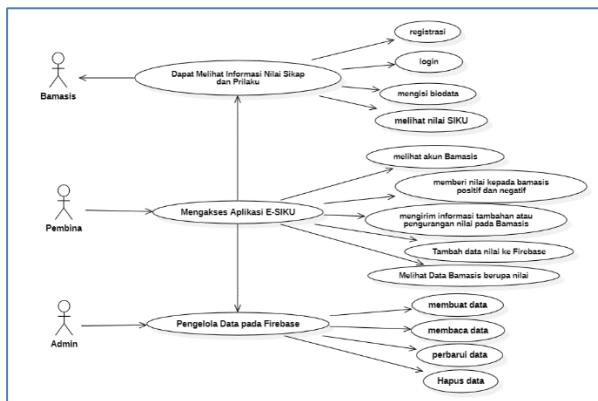 registrasi
login
Dapat Melihat Informasi Nilai Sikap
dan Prilaku
mengisi biodata
Bamasis
melihat nilai SIKU
melihat akun Bamasis
memberi nilai kepada bamasis
positif dan negatif
Mengakses Aplikasi E-SIKU
mengirim informasi tambahan atau
pengurangan nilai pada Bamasis
Pembina
Tambah data nilai ke Firebase
Melihat Data Bamasis berupa nilai
membuat data
Pengelola Data pada Firebase
membaca data
Admin
perbarui data
Hapus data